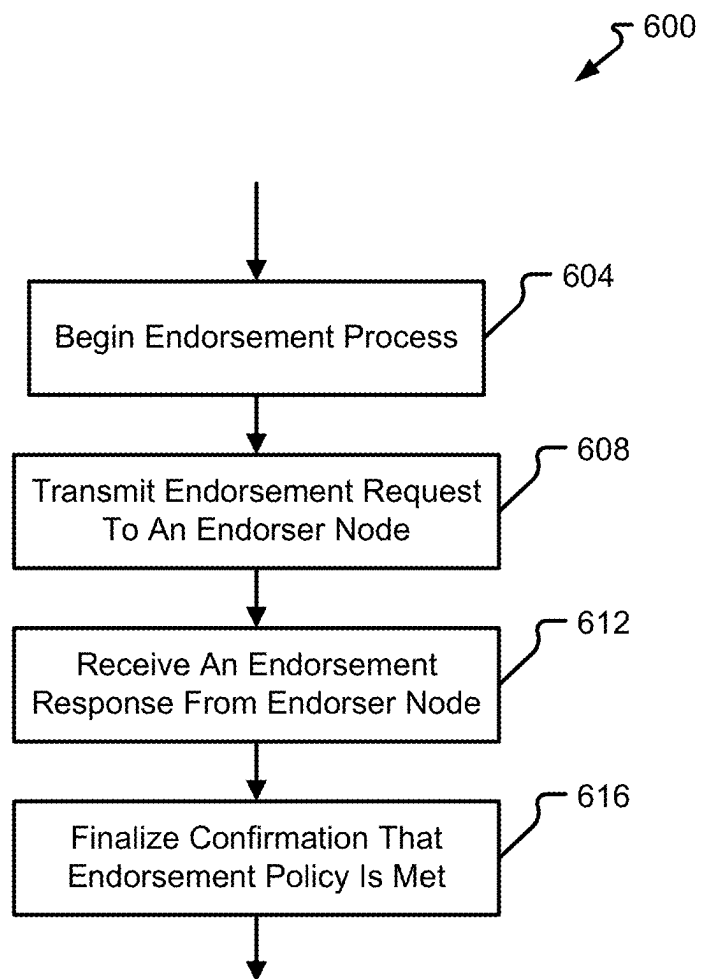 600
604
Begin Endorsement Process
608
Transmit Endorsement Request
To An Endorser Node
612
Receive An Endorsement
Response From Endorser Node
616
Finalize Confirmation That
Endorsement Policy Is Met